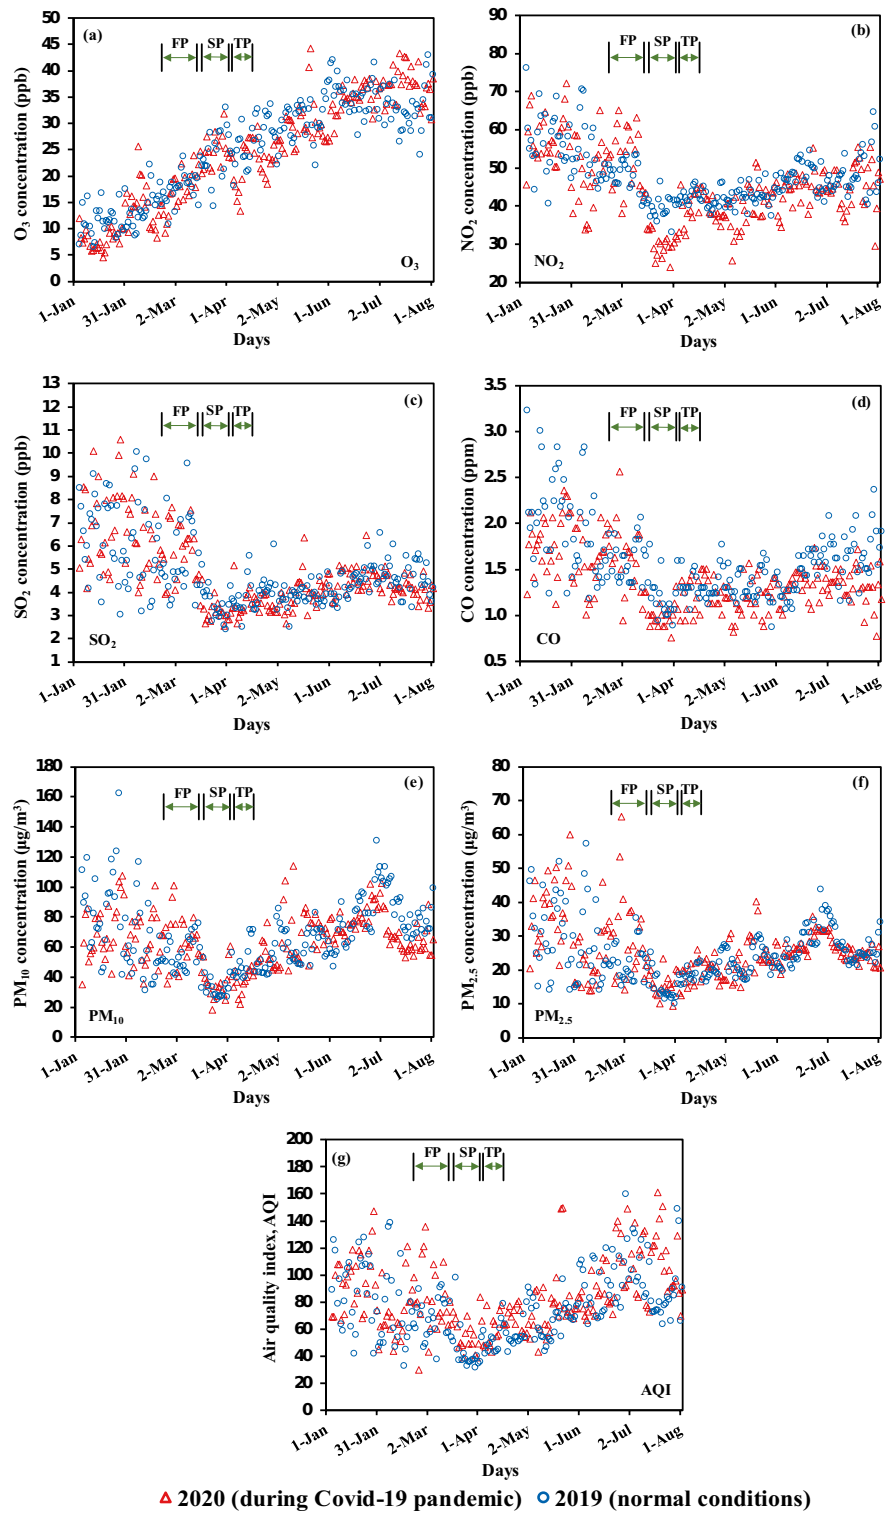 50
45
40
35
30
25
20
15
10
5
0
O₃ concentration (ppb)
(a)
FP SP TP
O₃
1-Jan 31-Jan 2-Mar 1-Apr 2-May 1-Jun 2-Jul 1-Aug
Days
90
80
70
60
50
40
30
20
NO₂ concentration (ppb)
(b)
FP SP TP
NO₂
1-Jan 31-Jan 2-Mar 1-Apr 2-May 1-Jun 2-Jul 1-Aug
Days
13
12
11
10
9
8
7
6
5
4
3
2
1
SO₂ concentration (ppb)
(c)
FP SP TP
SO₂
1-Jan 31-Jan 2-Mar 1-Apr 2-May 1-Jun 2-Jul 1-Aug
Days
3.5
3.0
2.5
2.0
1.5
1.0
0.5
CO concentration (ppm)
(d)
FP SP TP
CO
1-Jan 31-Jan 2-Mar 1-Apr 2-May 1-Jun 2-Jul 1-Aug
Days
180
160
140
120
100
80
60
40
20
0
PM₁₀ concentration (µg/m³)
(e)
FP SP TP
PM₁₀
1-Jan 31-Jan 2-Mar 1-Apr 2-May 1-Jun 2-Jul 1-Aug
Days
80
70
60
50
40
30
20
10
0
PM₂.₅ concentration (µg/m³)
(f)
FP SP TP
PM₂.₅
1-Jan 31-Jan 2-Mar 1-Apr 2-May 1-Jun 2-Jul 1-Aug
Days
200
180
160
140
120
100
80
60
40
20
0
Air quality index, AQI
(g)
FP SP TP
AQI
1-Jan 31-Jan 2-Mar 1-Apr 2-May 1-Jun 2-Jul 1-Aug
Days
2020 (during Covid-19 pandemic) 2019 (normal conditions)